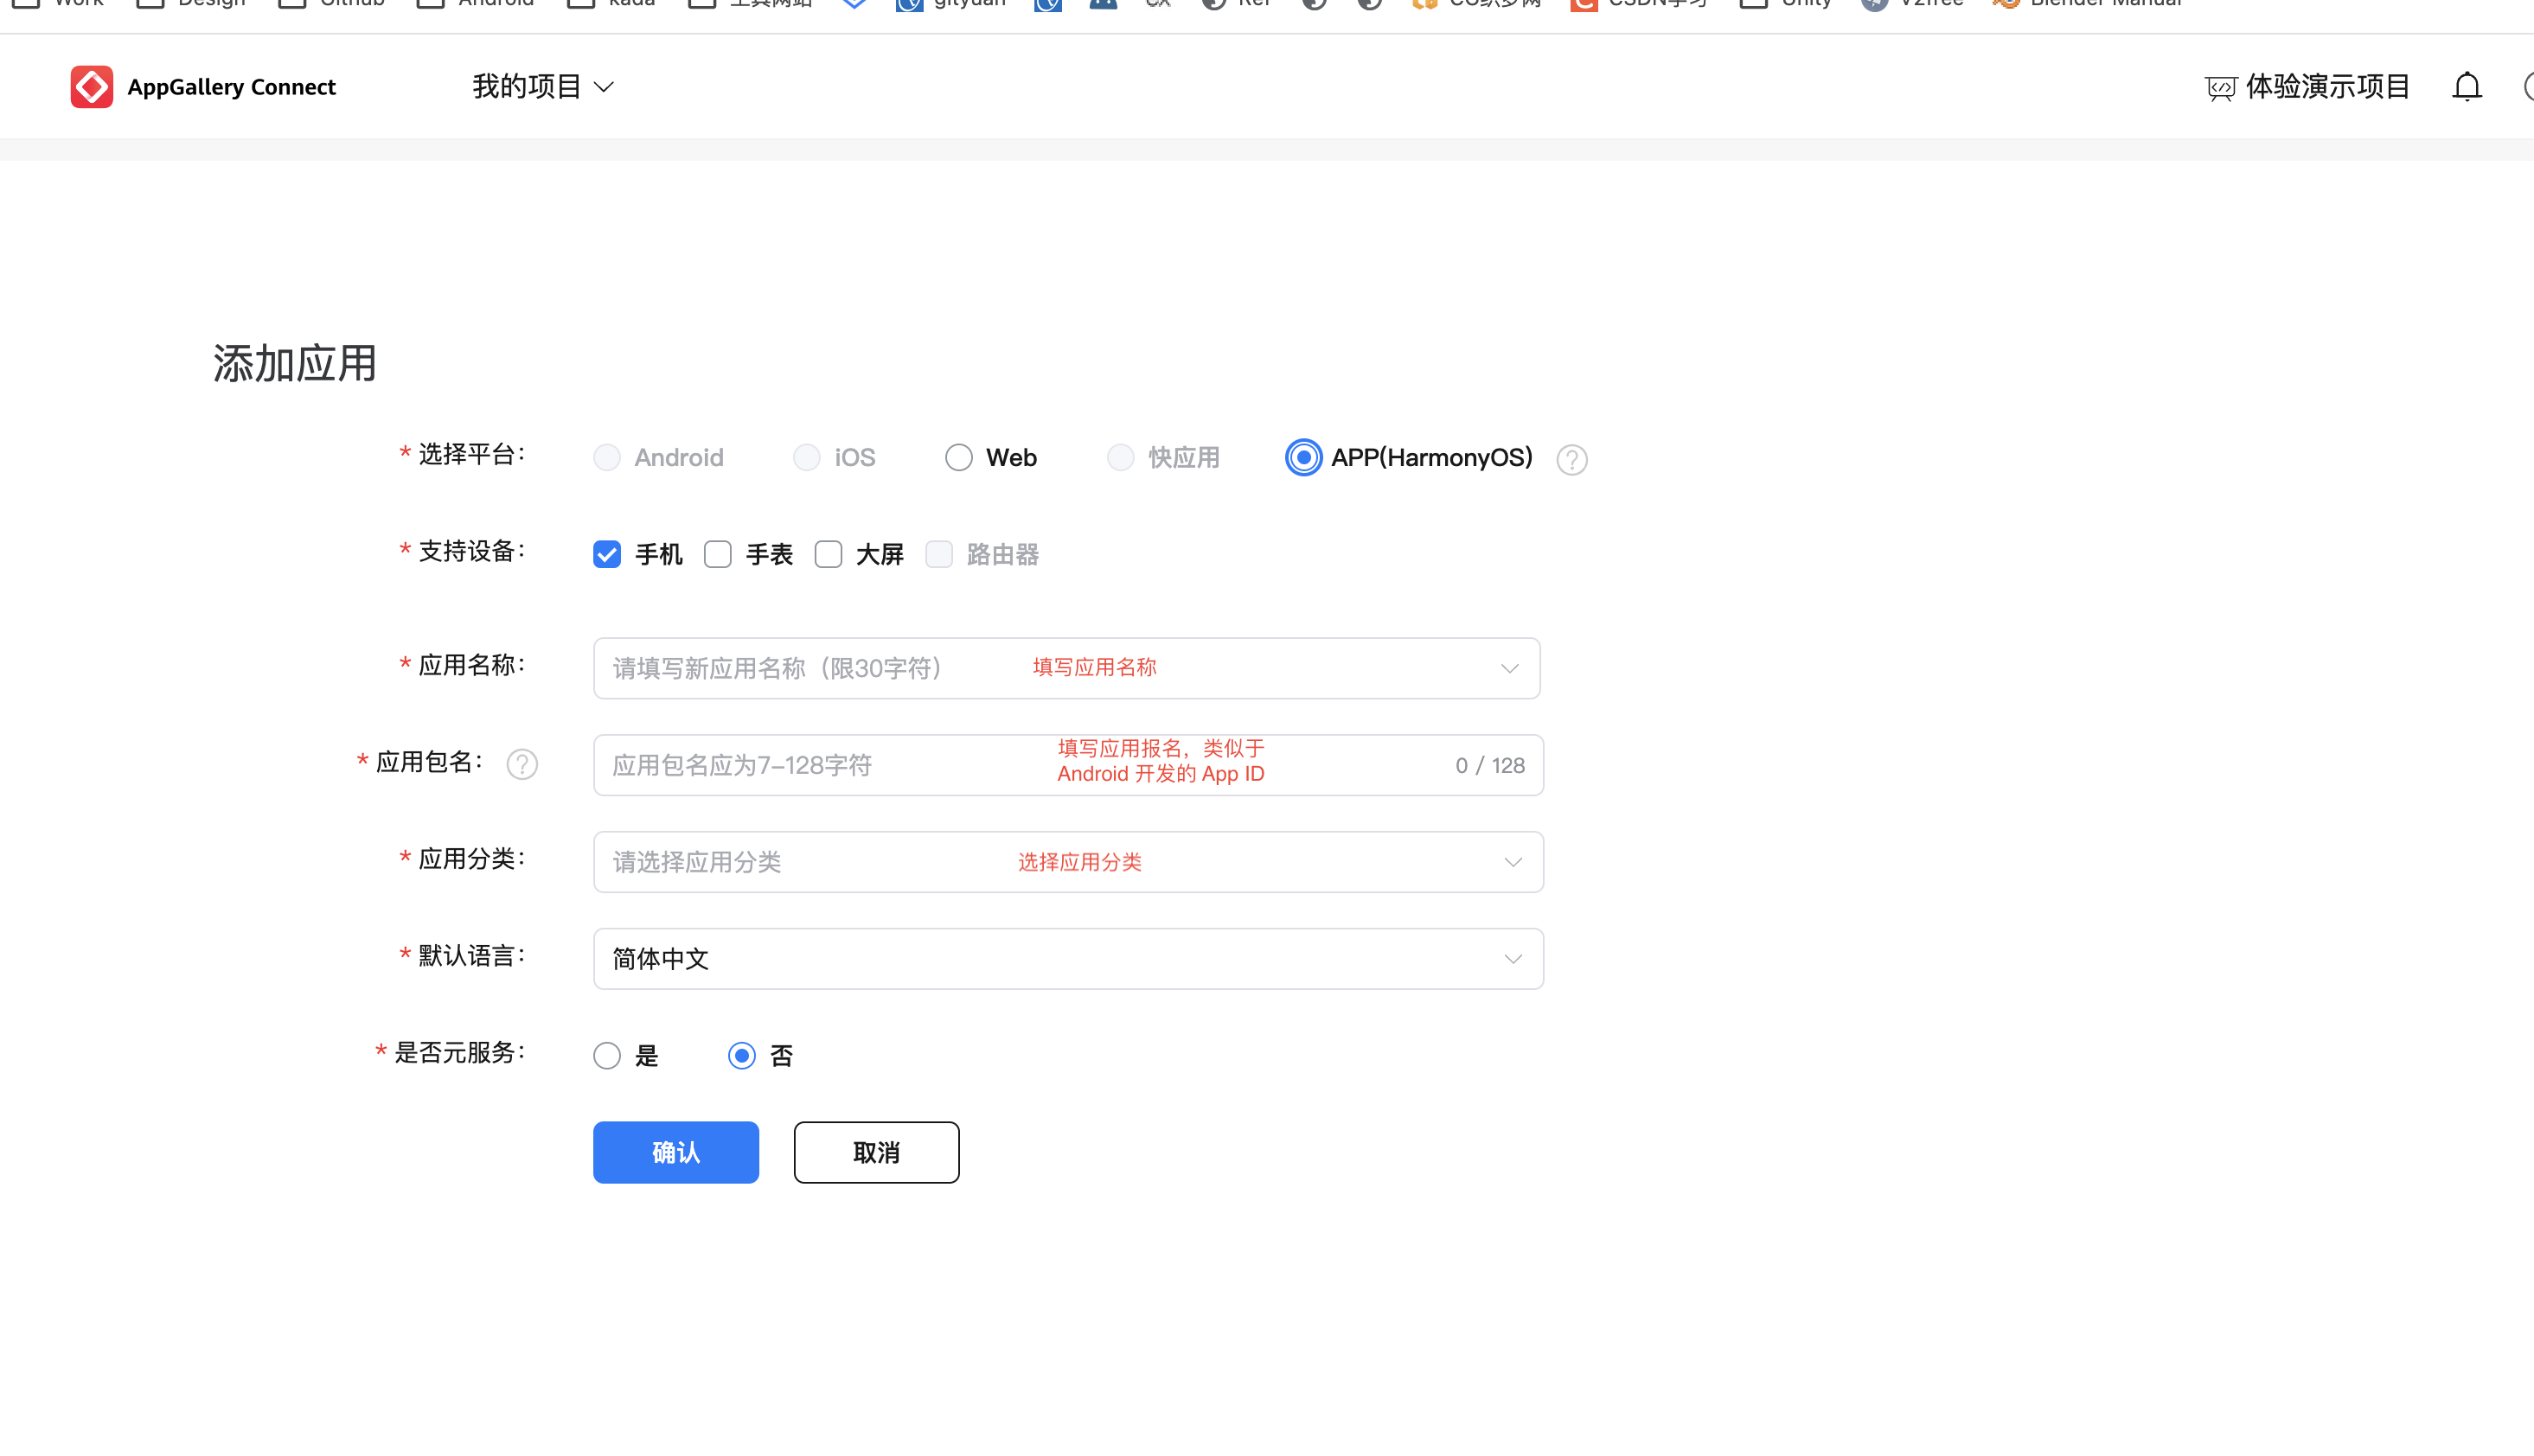 Work Design Github Android kada 工具网站 gityuan Ref CG织梦网 CSDN学习 Unity V2free Blender Manual
AppGallery Connect 我的项目 体验演示项目
添加应用
* 选择平台: Android iOS Web 快应用 APP(HarmonyOS) ?
* 支持设备: 手机 手表 大屏 路由器
* 应用名称: 请填写新应用名称（限30字符） 填写应用名称
* 应用包名: ? 应用包名应为7-128字符 0 / 128
填写应用报名，类似于
Android 开发的 App ID
* 应用分类: 请选择应用分类 选择应用分类
* 默认语言: 简体中文
* 是否元服务: 是 否
确认 取消